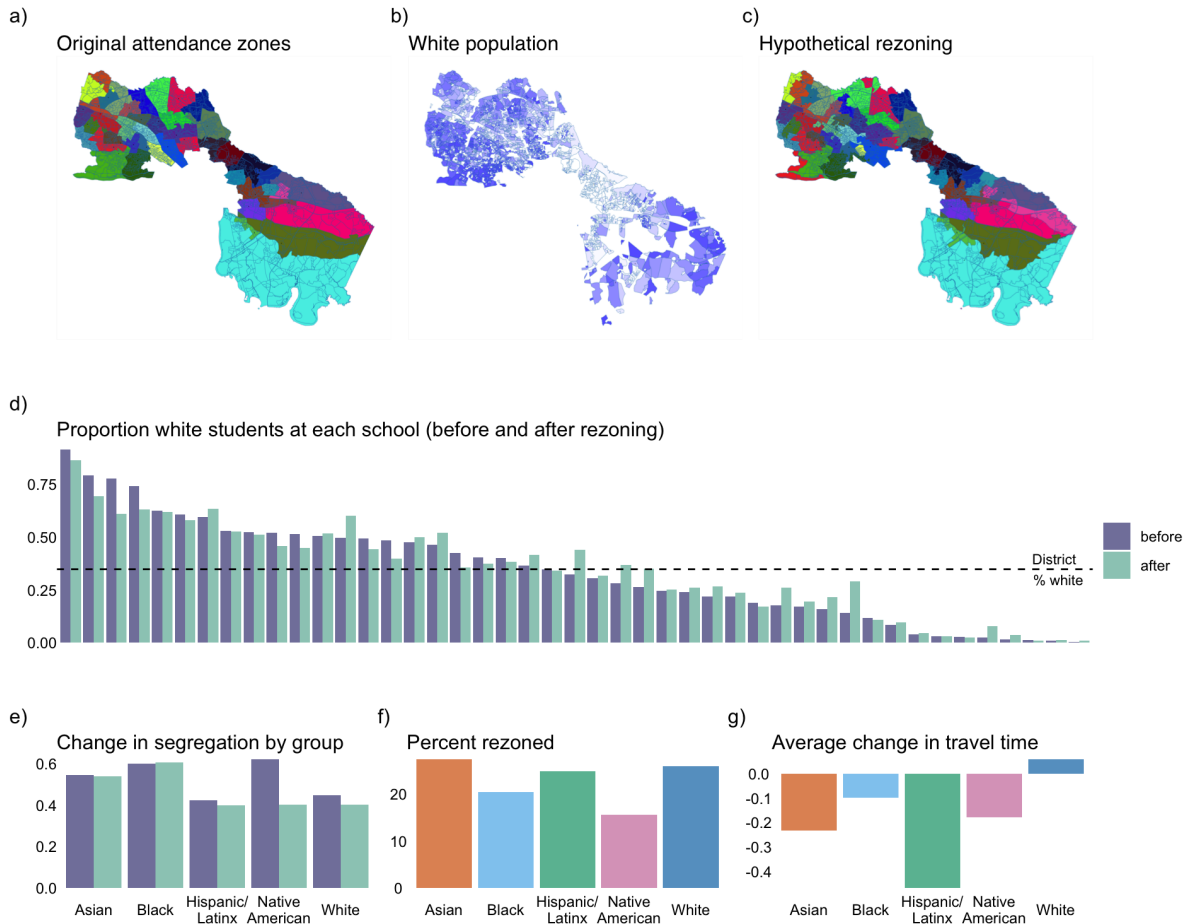 a)
Original attendance zones
b)
White population
c)
Hypothetical rezoning
d)
Proportion white students at each school (before and after rezoning)
0.75
0.50
0.25
0.00
District
% white
before
after
e)
Change in segregation by group
0.6
0.4
0.2
0.0
Asian
Black
Hispanic/
Latinx
Native
American
White
f)
Percent rezoned
20
10
0
Asian
Black
Hispanic/
Latinx
Native
American
White
g)
Average change in travel time
0.0
-0.1
-0.2
-0.3
-0.4
Asian
Black
Hispanic/
Latinx
Native
American
White